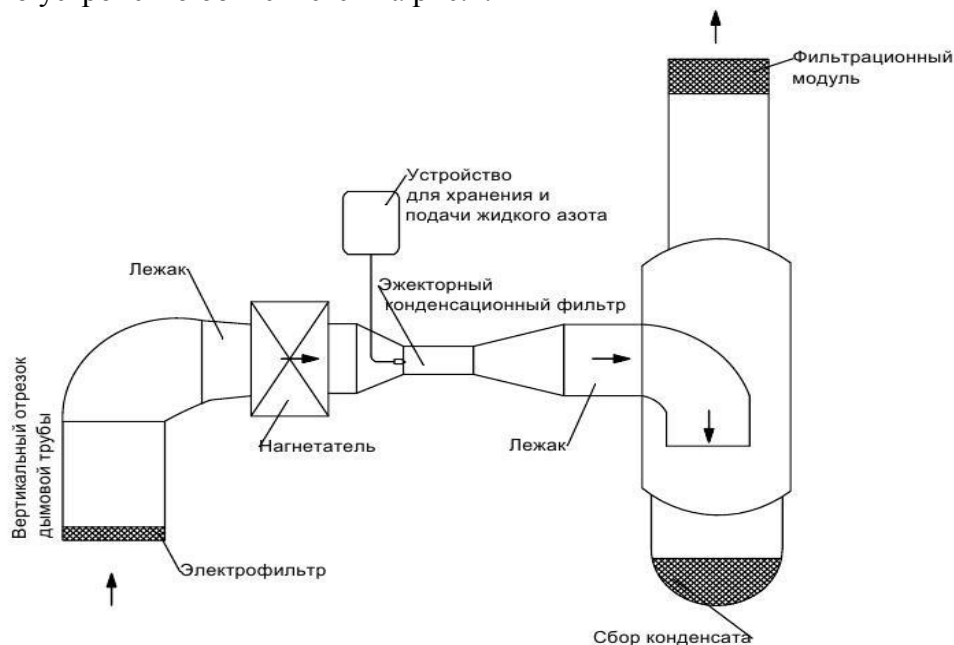 Фильтрационный
модуль
Устройство
для хранения и
подачи жидкого азота
Лежак
Эжекторный
конденсационный фильтр
Вертикальный отрезок
дымовой трубы
Нагнетатель
Лежак
Электрофильтр
Сбор конденсата